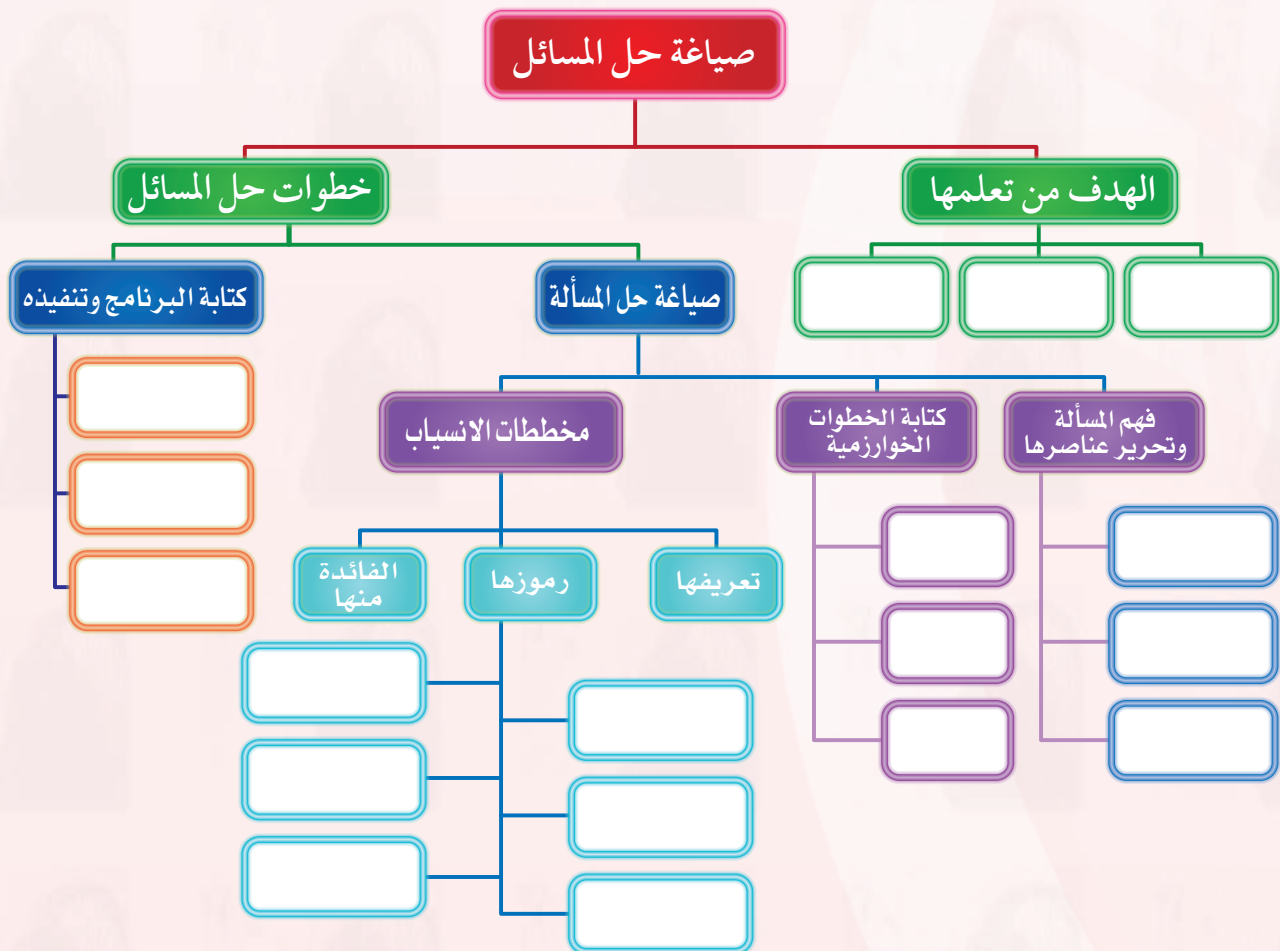 صياغة حل المسائل
الهدف من تعلمها
خطوات حل المسائل
صياغة حل المسألة
كتابة البرنامج وتنفيذه
فهم المسألة
وتحرير عناصرها
كتابة الخطوات
الخوارزمية
مخططات الانسياب
تعريفها
رموزها
الفائدة
منها